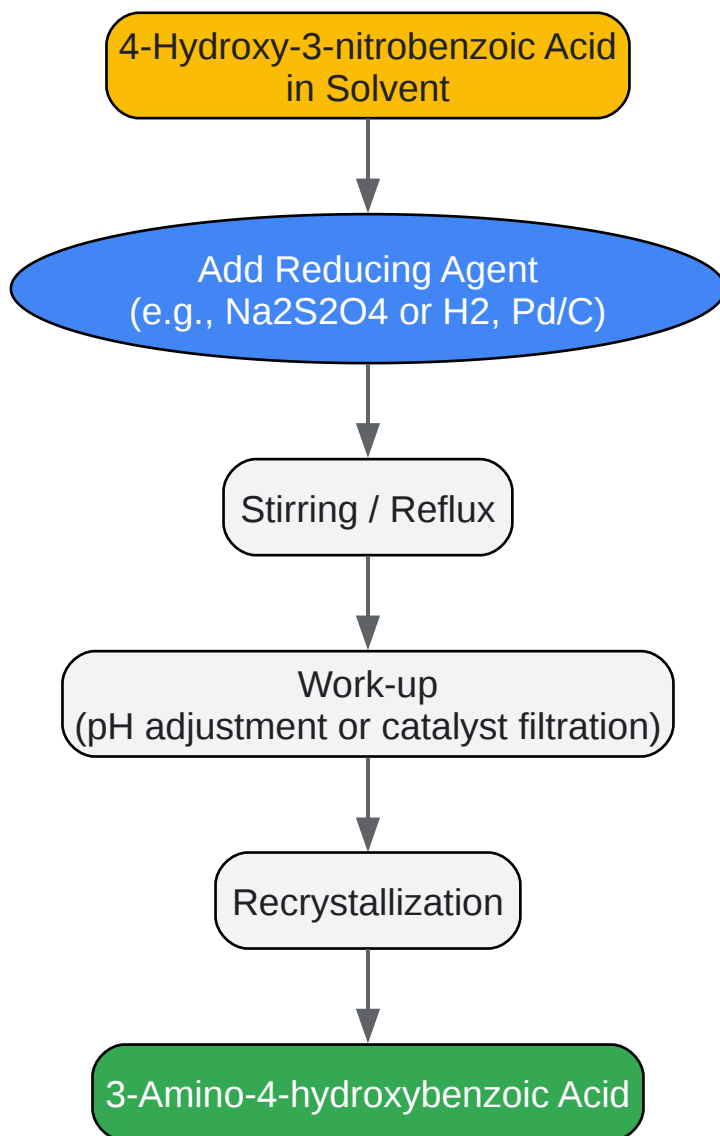 4-Hydroxy-3-nitrobenzoic Acid
in Solvent
Add Reducing Agent
(e.g., Na2S2O4 or H2, Pd/C)
Stirring / Reflux
Work-up
(pH adjustment or catalyst filtration)
Recrystallization
3-Amino-4-hydroxybenzoic Acid